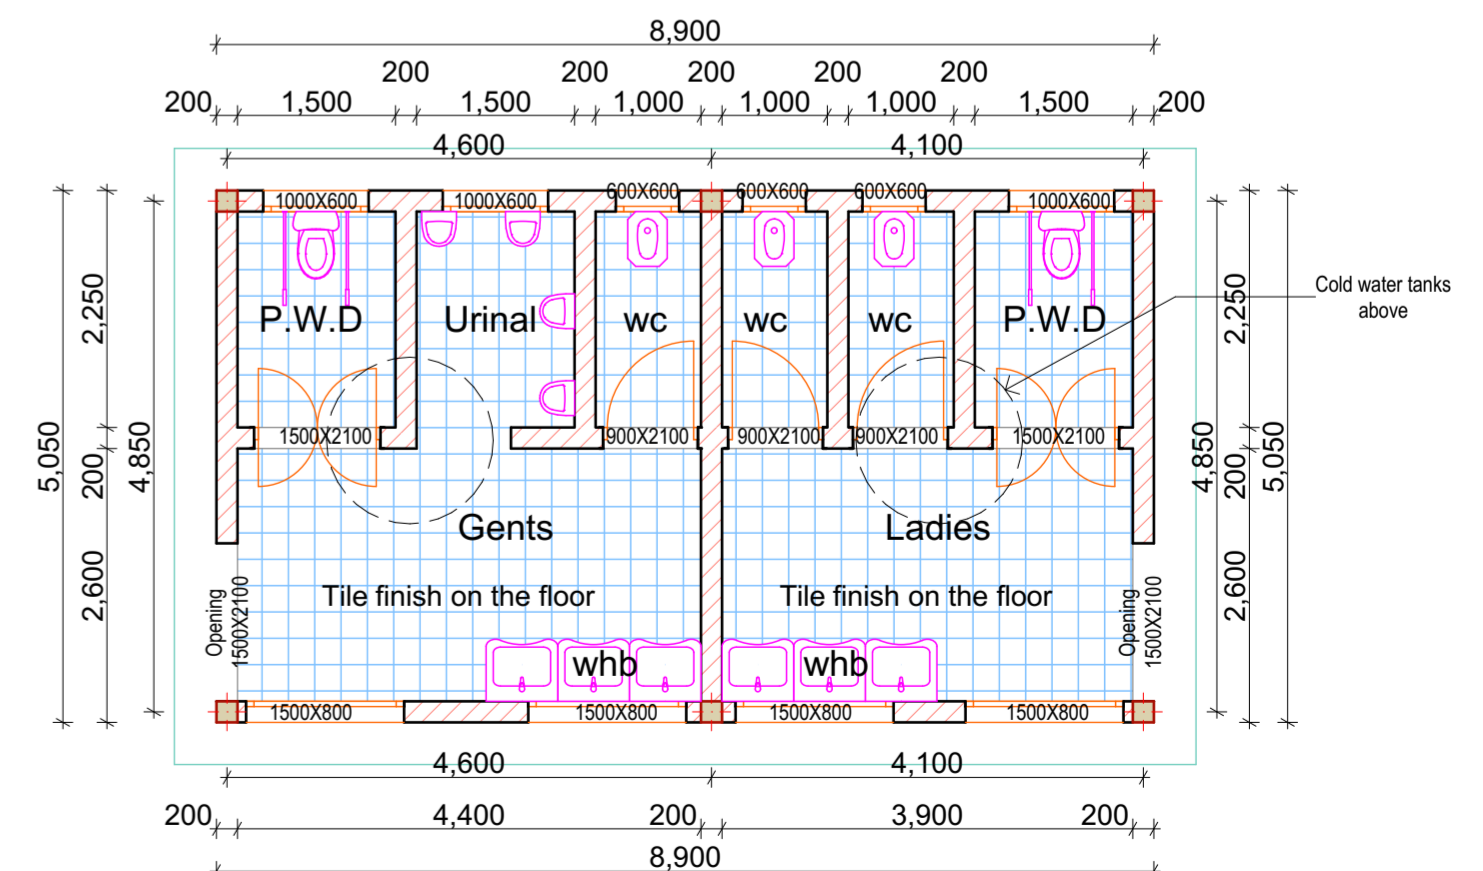 8,900
200 200 200 200 200
200 1,500 1,500 1,000 1,000 1,000 1,500 200
4,600 4,100
1000X600 1000X600 600X600 600X600 600X600 1000X600
Cold water tanks
above
2,250 2,250
P.W.D Urinal wc wc wc P.W.D
1500X2100 900X2100 900X2100 900X2100 1500X2100
5,050 200 4,850 4,850 200 5,050
Gents Ladies
2,600 2,600
Tile finish on the floor Tile finish on the floor
Opening
1500X2100
Opening
1500X2100
whb whb
1500X800 1500X800 1500X800 1500X800
4,600 4,100
200 4,400 200 3,900 200
8,900